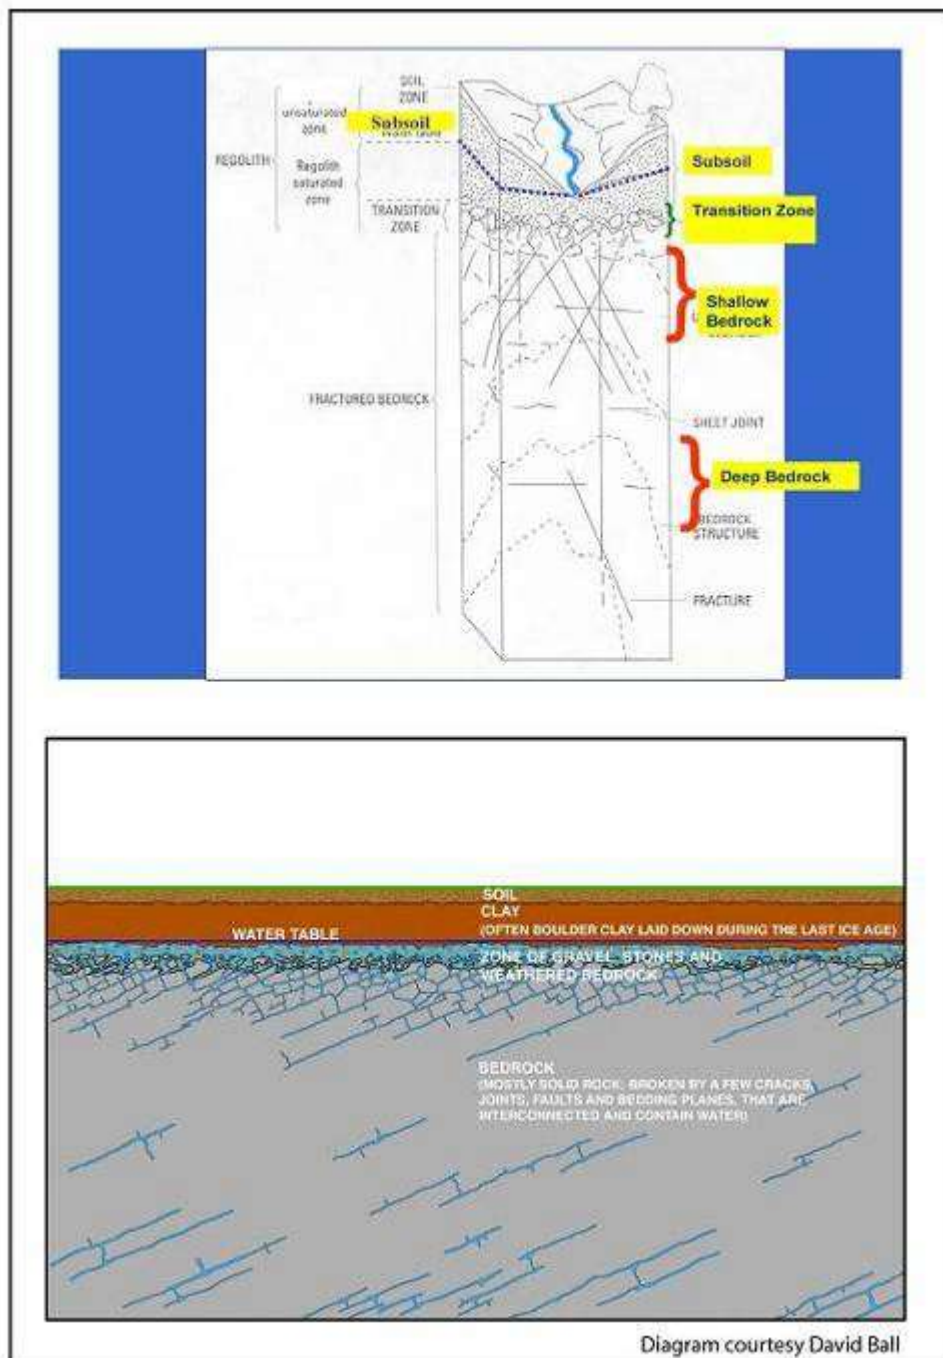 SOIL
ZONE
unsaturated
zone
Subsoil
REGOLITH
Regolith
saturated
zone
TRANSITION
ZONE
Subsoil
Transition Zone
Shallow
Bedrock
FRACTURED BEDROCK
SHEET JOINT
Deep Bedrock
BEDROCK
STRUCTURE
FRACTURE
SOIL
CLAY
(OFTEN BOULDER CLAY LAID DOWN DURING THE LAST ICE AGE)
WATER TABLE
ZONE OF GRAVEL, STONES AND
WEATHERED BEDROCK
BEDROCK
(MOSTLY SOLID ROCK, BROKEN BY A FEW CRACKS,
JOINTS, FAULTS AND BEDDING PLANES, THAT ARE
INTERCONNECTED AND CONTAIN WATER)
Diagram courtesy David Ball